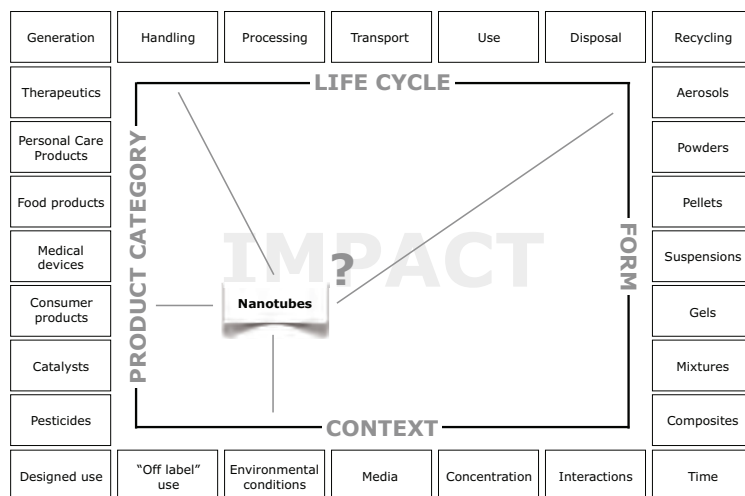 Generation
Handling
Processing
Transport
Use
Disposal
Recycling
LIFE CYCLE
Therapeutics
Personal Care
Products
Food products
Medical
devices
Consumer
products
Catalysts
Pesticides
PRODUCT CATEGORY
IMPACT
?
Nanotubes
FORM
Aerosols
Powders
Pellets
Suspensions
Gels
Mixtures
Composites
CONTEXT
Designed use
“Off label”
use
Environmental
conditions
Media
Concentration
Interactions
Time